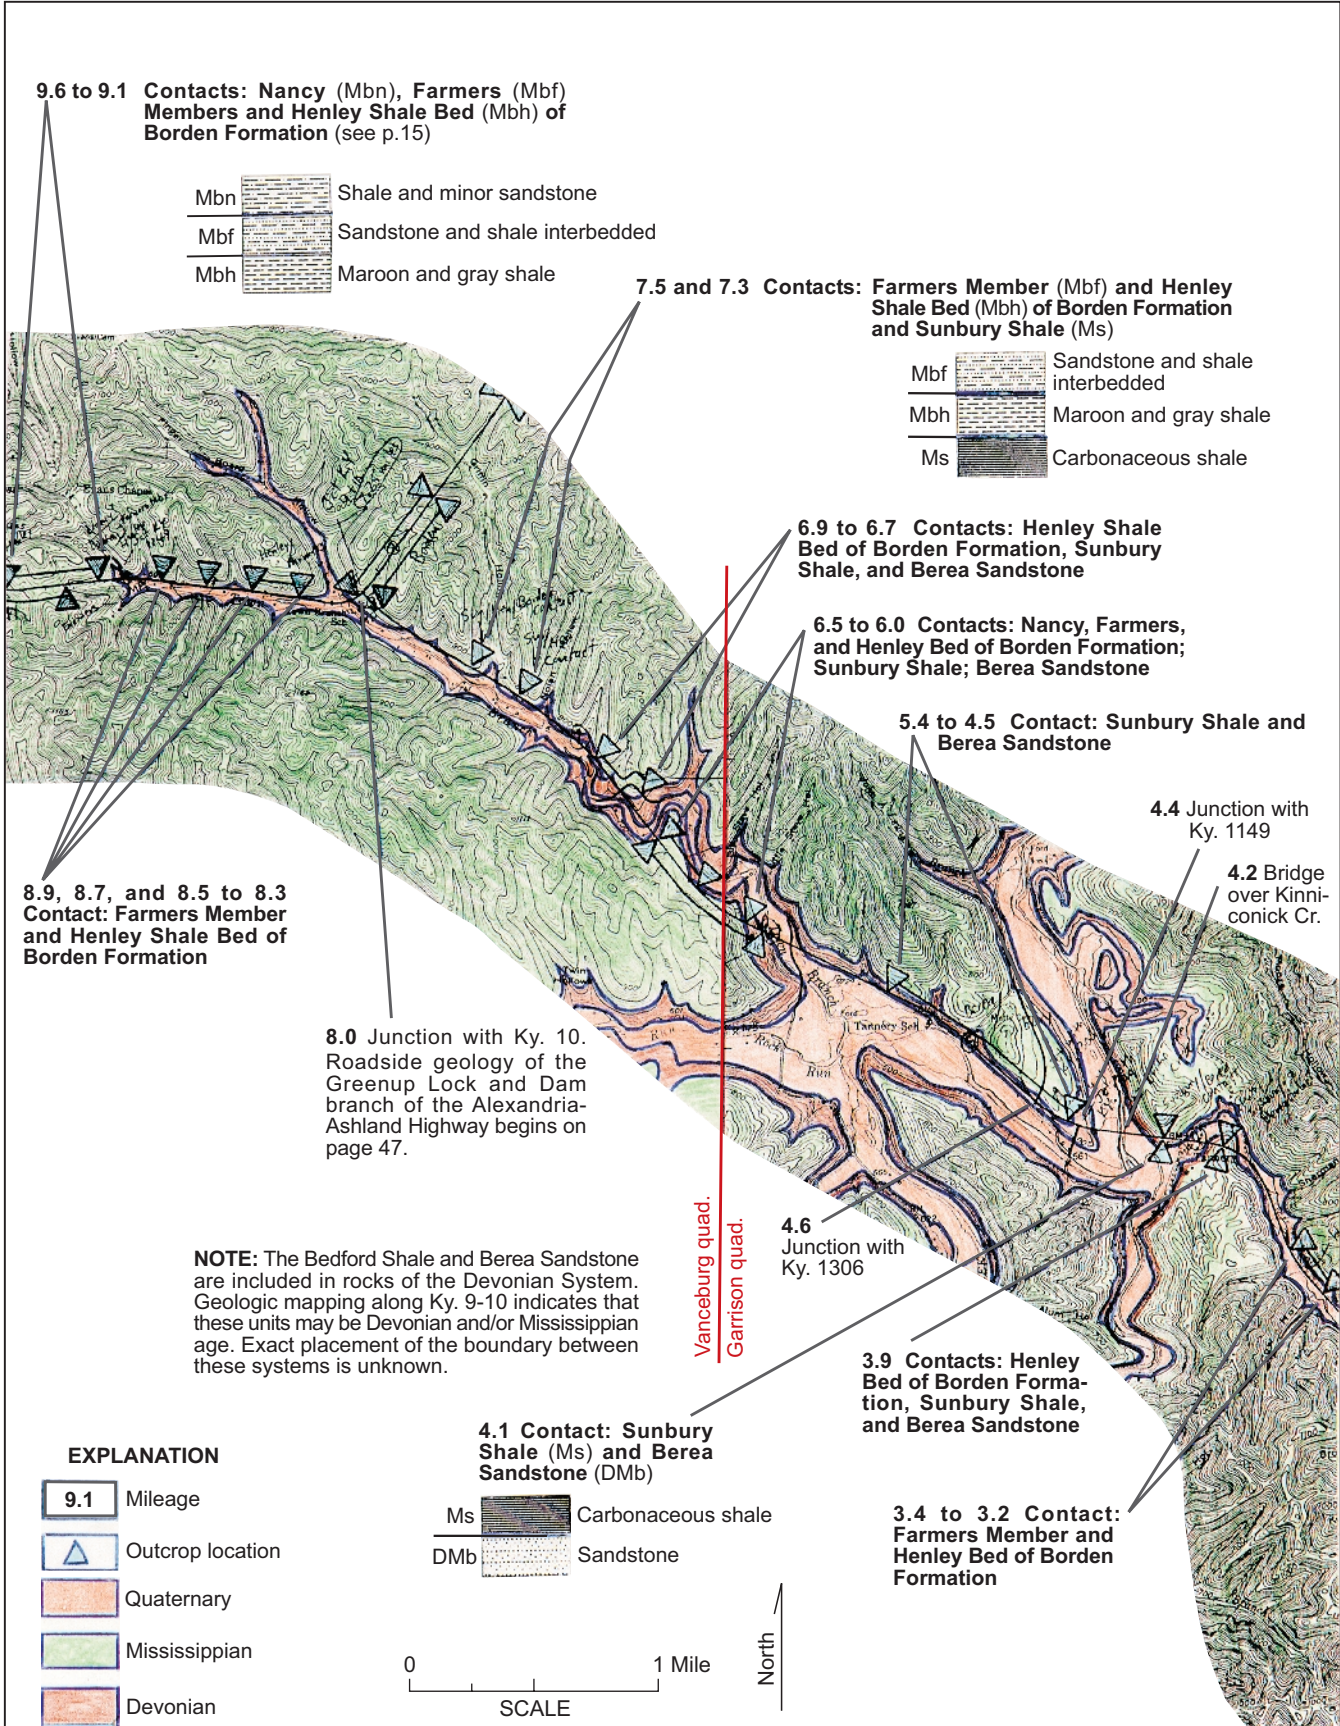 9.6 to 9.1 Contacts: Nancy (Mbn), Farmers (Mbf)
Members and Henley Shale Bed (Mbh) of
Borden Formation (see p.15)
Mbn Shale and minor sandstone
Mbf Sandstone and shale interbedded
Mbh Maroon and gray shale
7.5 and 7.3 Contacts: Farmers Member (Mbf) and Henley
Shale Bed (Mbh) of Borden Formation
and Sunbury Shale (Ms)
Mbf Sandstone and shale
interbedded
Mbh Maroon and gray shale
Ms Carbonaceous shale
6.9 to 6.7 Contacts: Henley Shale
Bed of Borden Formation, Sunbury
Shale, and Berea Sandstone
6.5 to 6.0 Contacts: Nancy, Farmers,
and Henley Bed of Borden Formation;
Sunbury Shale; Berea Sandstone
5.4 to 4.5 Contact: Sunbury Shale and
Berea Sandstone
4.4 Junction with
Ky. 1149
4.2 Bridge
over Kinni-
conick Cr.
8.9, 8.7, and 8.5 to 8.3
Contact: Farmers Member
and Henley Shale Bed of
Borden Formation
8.0 Junction with Ky. 10.
Roadside geology of the
Greenup Lock and Dam
branch of the Alexandria-
Ashland Highway begins on
page 47.
Twin
Branch
Tannery Sch
Rock
Run
Run
Vanceburg quad.
Garrison quad.
4.6
Junction with
Ky. 1306
NOTE: The Bedford Shale and Berea Sandstone
are included in rocks of the Devonian System.
Geologic mapping along Ky. 9-10 indicates that
these units may be Devonian and/or Mississippian
age. Exact placement of the boundary between
these systems is unknown.
3.9 Contacts: Henley
Bed of Borden Forma-
tion, Sunbury Shale,
and Berea Sandstone
4.1 Contact: Sunbury
Shale (Ms) and Berea
Sandstone (DMb)
Ms Carbonaceous shale
DMb Sandstone
3.4 to 3.2 Contact:
Farmers Member and
Henley Bed of Borden
Formation
EXPLANATION
9.1 Mileage
Outcrop location
Quaternary
Mississippian
Devonian
0 1 Mile
SCALE
North